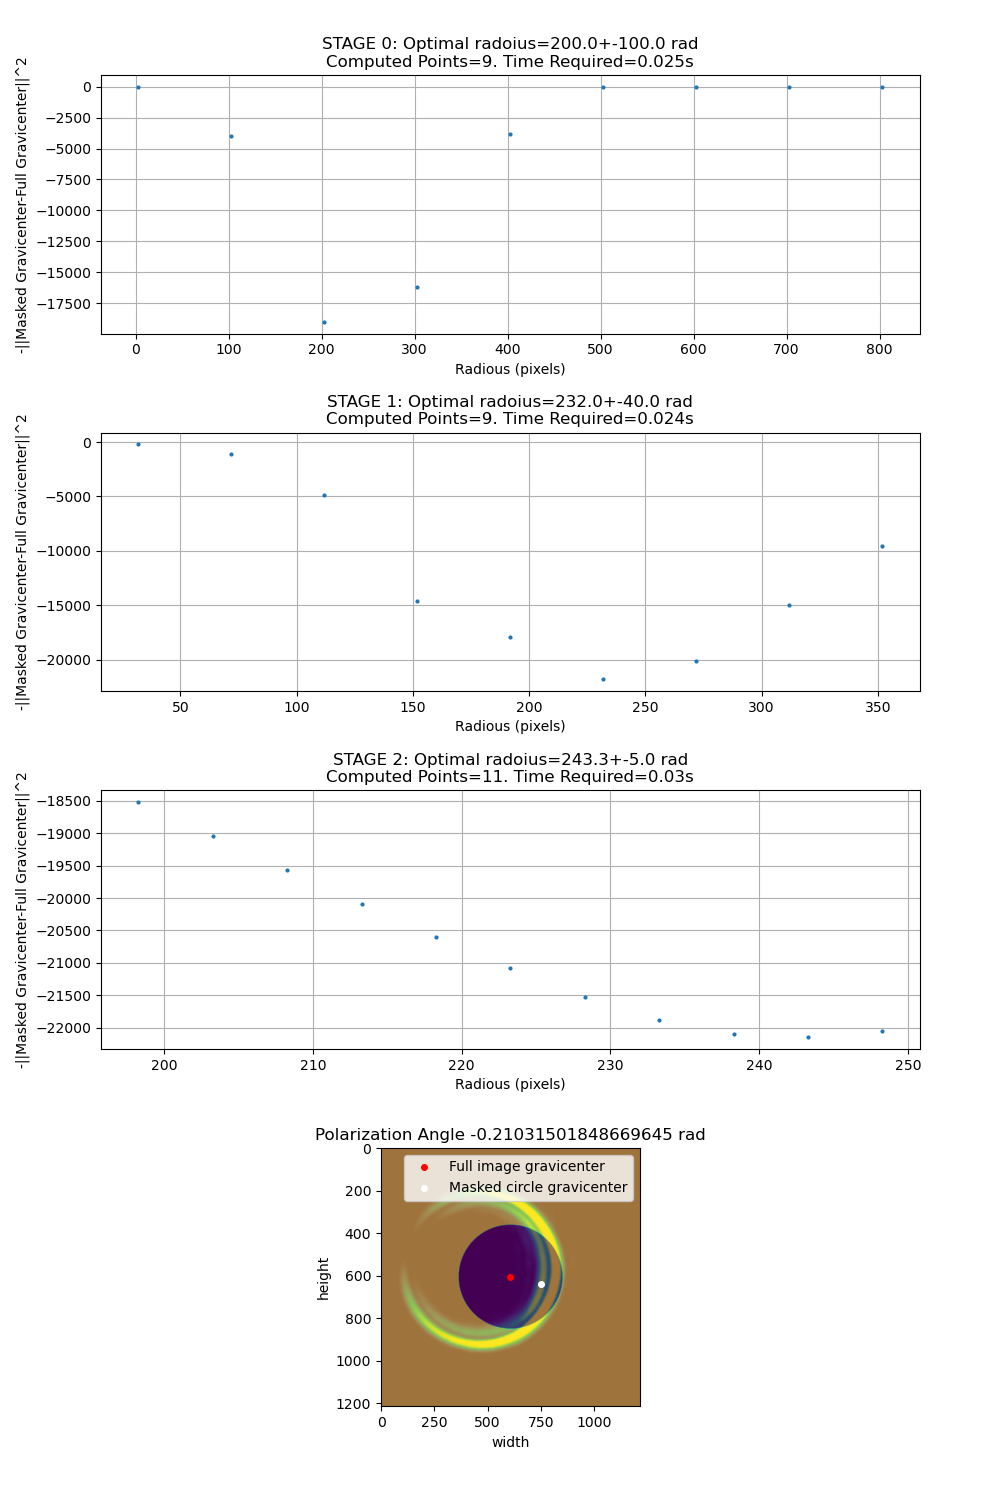 STAGE 0: Optimal radoius=200.0+-100.0 rad
Computed Points=9. Time Required=0.025s
-||Masked Gravicenter-Full Gravicenter||^2
0
−2500
−5000
−7500
−10000
−12500
−15000
−17500
0 100 200 300 400 500 600 700 800
Radious (pixels)
STAGE 1: Optimal radoius=232.0+-40.0 rad
Computed Points=9. Time Required=0.024s
-||Masked Gravicenter-Full Gravicenter||^2
0
−5000
−10000
−15000
−20000
50 100 150 200 250 300 350
Radious (pixels)
STAGE 2: Optimal radoius=243.3+-5.0 rad
Computed Points=11. Time Required=0.03s
-||Masked Gravicenter-Full Gravicenter||^2
−18500
−19000
−19500
−20000
−20500
−21000
−21500
−22000
200 210 220 230 240 250
Radious (pixels)
Polarization Angle -0.21031501848669645 rad
Full image gravicenter
Masked circle gravicenter
height
0
200
400
600
800
1000
1200
0 250 500 750 1000
width